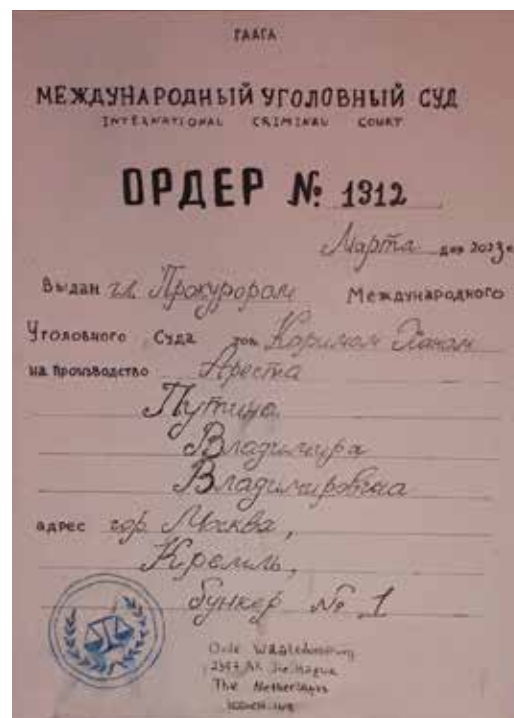 ГААГА
МЕЖДУНАРОДНЫЙ УГОЛОВНЫЙ СУД
INTERNATIONAL CRIMINAL COURT
ОРДЕР № 1312
Марта дня 2023 г
Выдан гл. Прокурором Международного
Уголовного Суда тов. Каримом Ханом
на производство Ареста
Путина
Владимира
Владимировича
адрес гор. Москва,
Кремль,
бункер № 1
Oude Waalsdorperweg
2597 AK The Hague
The Netherlands